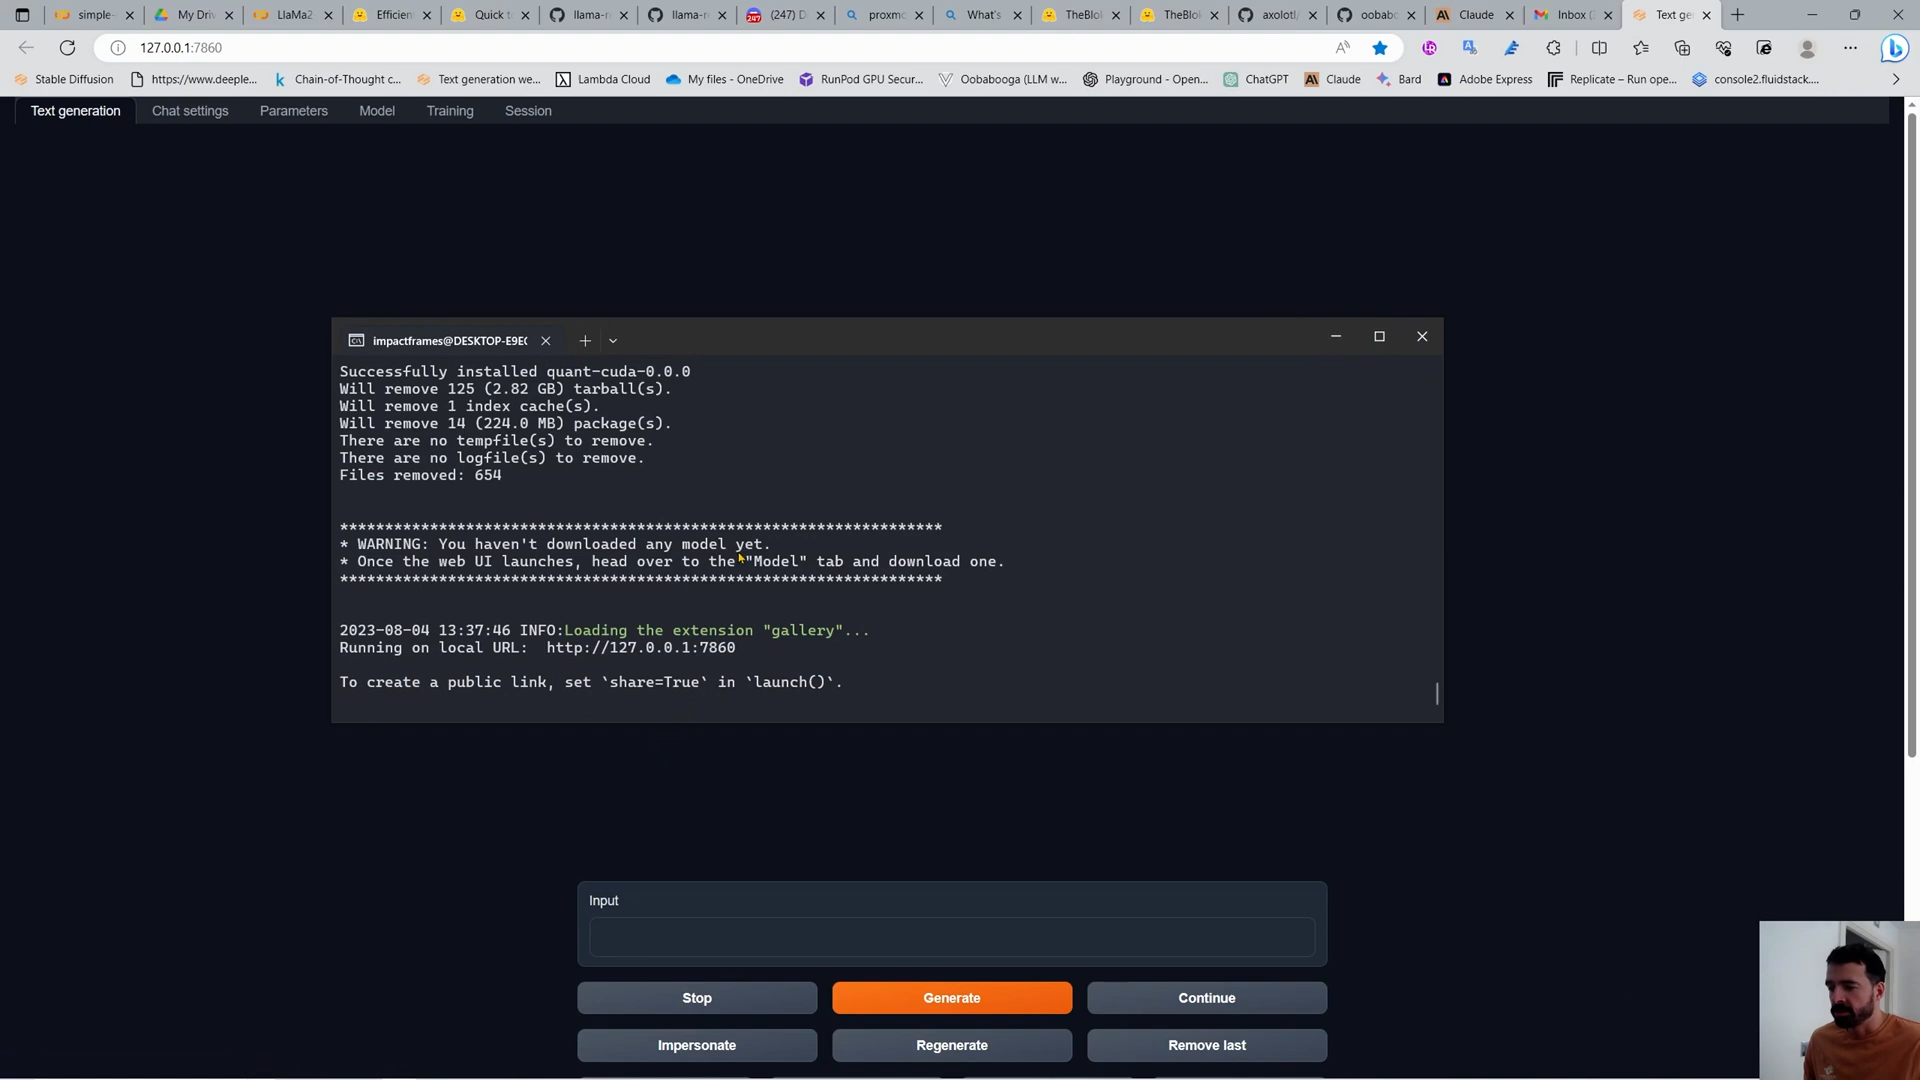 simple-
My Driv
LlaMa2
Efficien
Quick t
llama-r
llama-r
(247) D
proxmo
What's
TheBlok
TheBlok
axolotl/
oobabo
Claude
Inbox (3
Text ge
127.0.0.1:7860
Stable Diffusion
https://www.deeple...
Chain-of-Thought c...
Text generation we...
Lambda Cloud
My files - OneDrive
RunPod GPU Secur...
Oobabooga (LLM w...
Playground - Open...
ChatGPT
Claude
Bard
Adobe Express
Replicate – Run ope...
console2.fluidstack....
Text generation
Chat settings
Parameters
Model
Training
Session
impactframes@DESKTOP-E9E
Successfully installed quant-cuda-0.0.0
Will remove 125 (2.82 GB) tarball(s).
Will remove 1 index cache(s).
Will remove 14 (224.0 MB) package(s).
There are no tempfile(s) to remove.
There are no logfile(s) to remove.
Files removed: 654
*******************************************************************
* WARNING: You haven't downloaded any model yet.
* Once the web UI launches, head over to the "Model" tab and download one.
*******************************************************************
2023-08-04 13:37:46 INFO:Loading the extension "gallery"...
Running on local URL:  http://127.0.0.1:7860
To create a public link, set `share=True` in `launch()`.
Input
Stop
Generate
Continue
Impersonate
Regenerate
Remove last